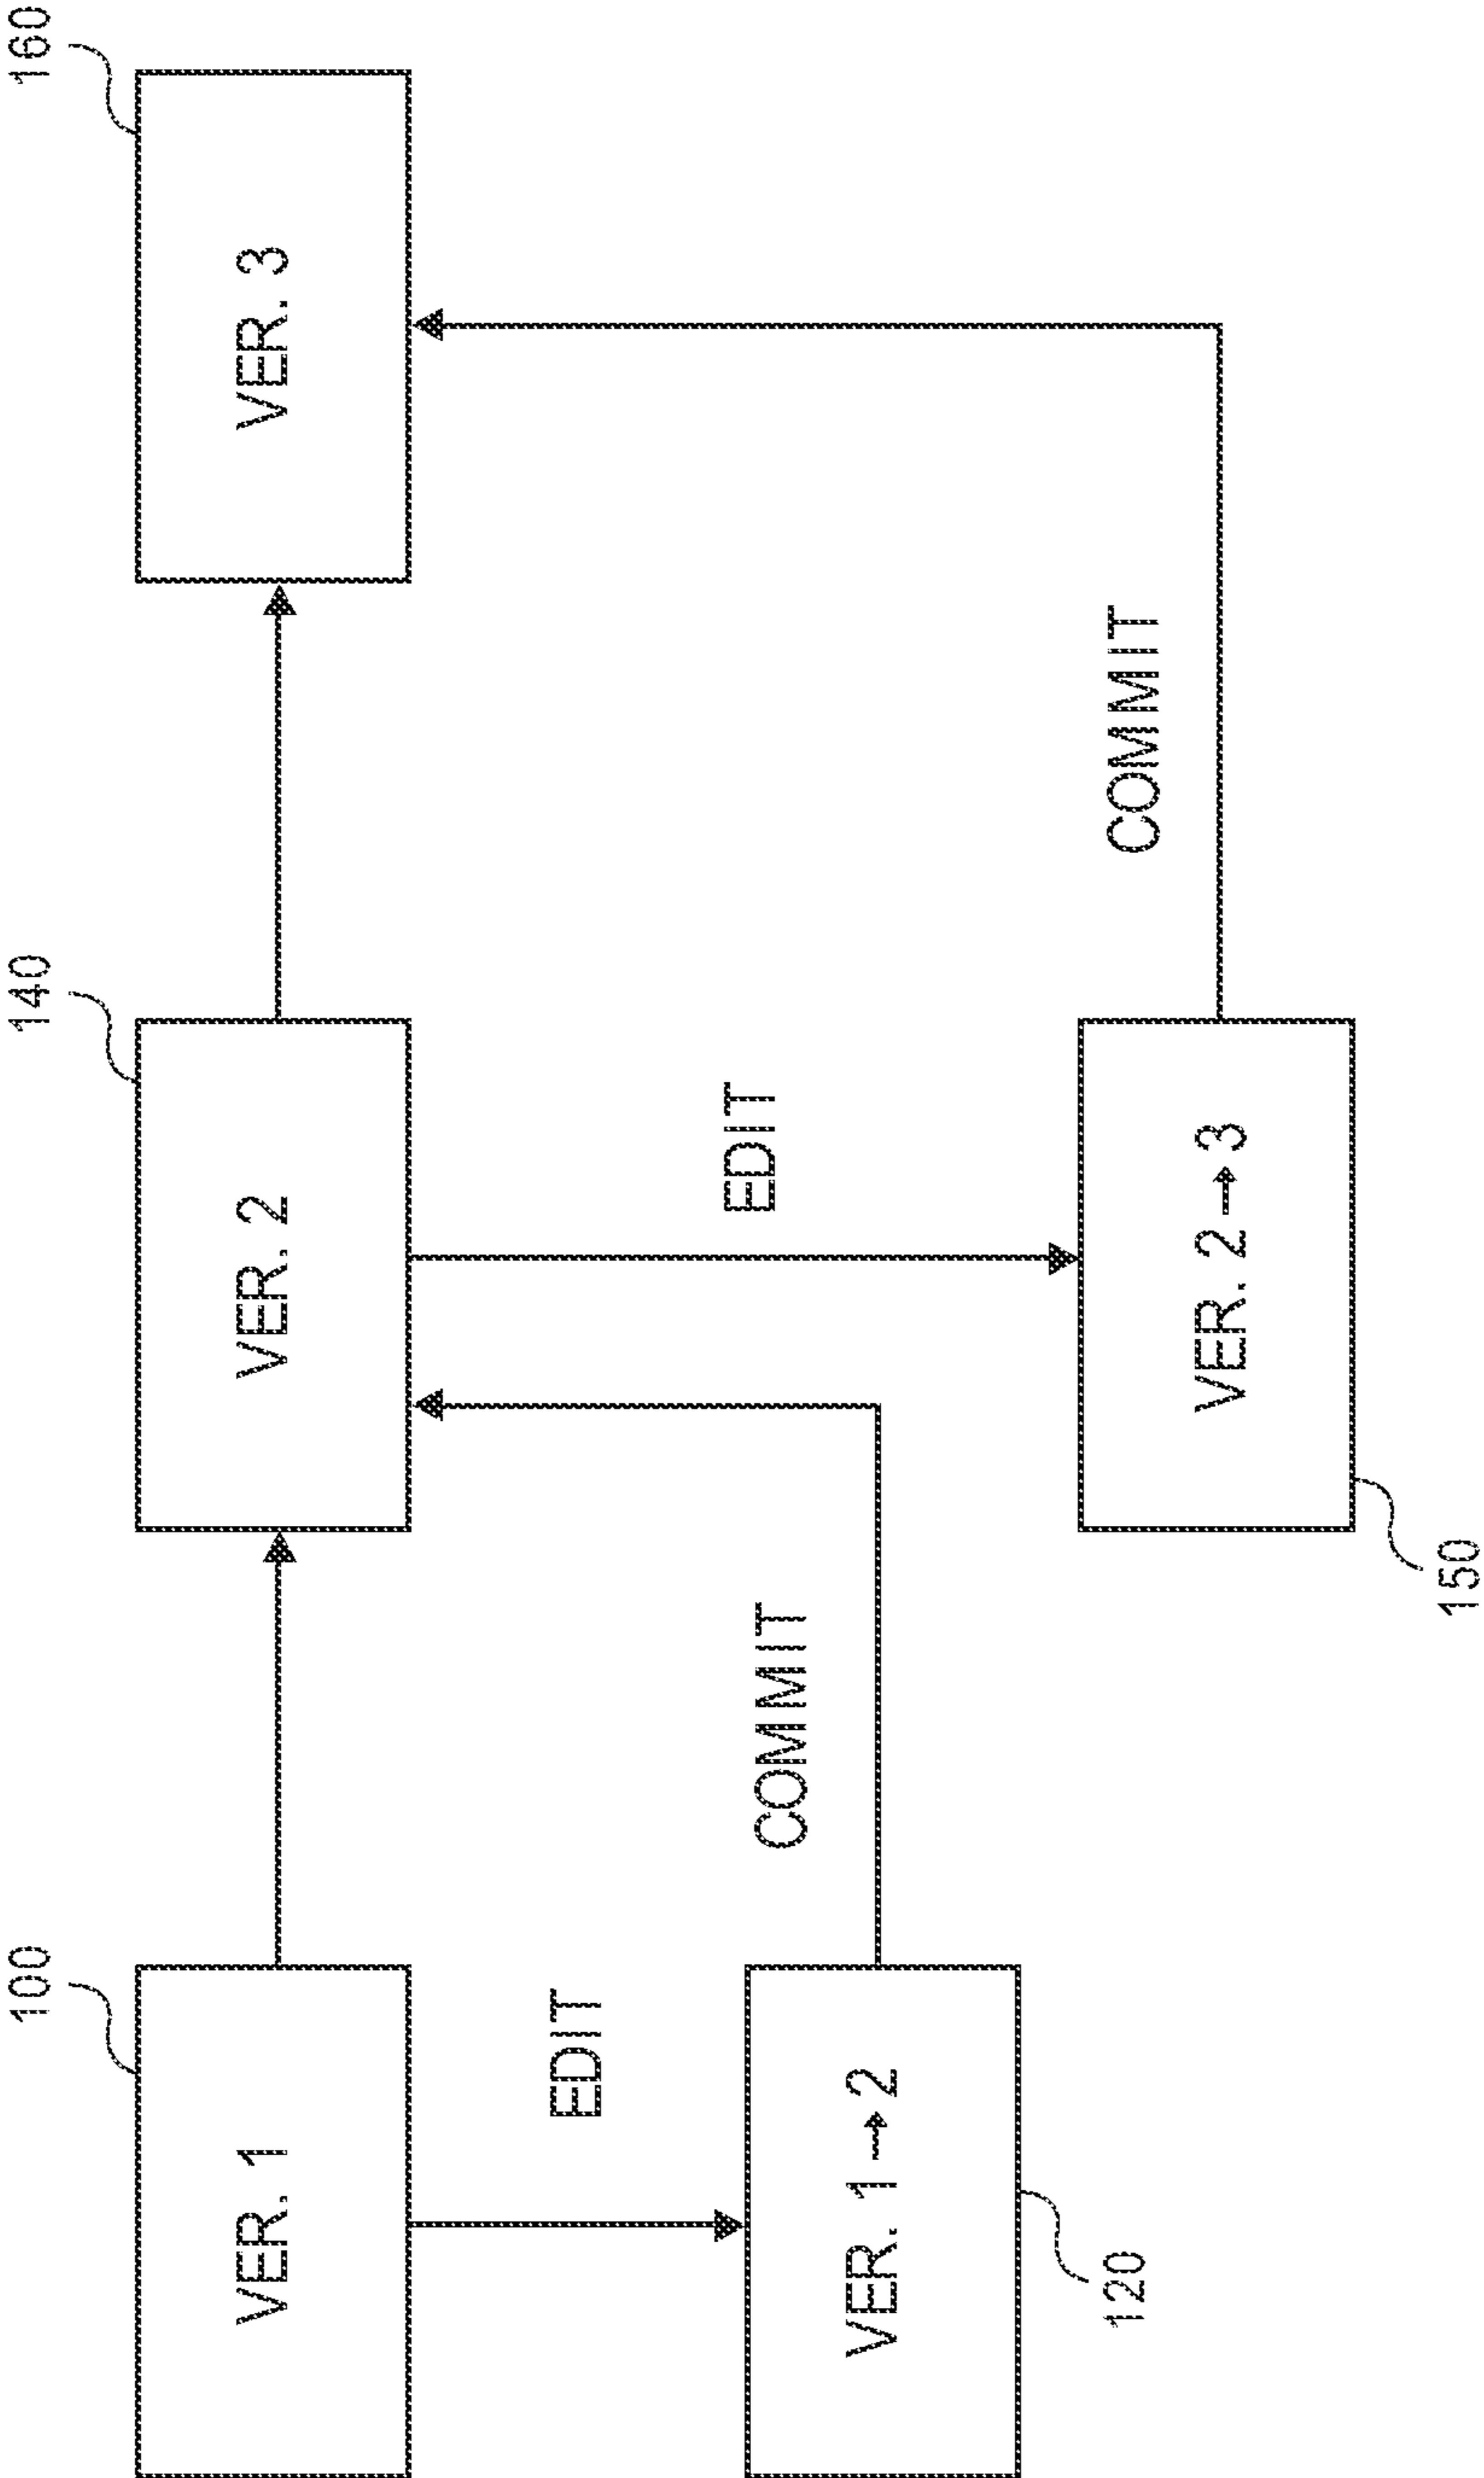 100
140
160
VER. 1
VER. 2
VER. 3
EDIT
COMMIT
EDIT
VER. 1→2
COMMIT
120
VER. 2→3
150